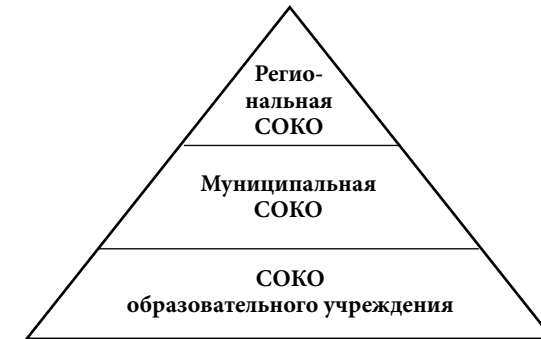 Регио-
нальная
СОКО
Муниципальная
СОКО
СОКО
образовательного учреждения